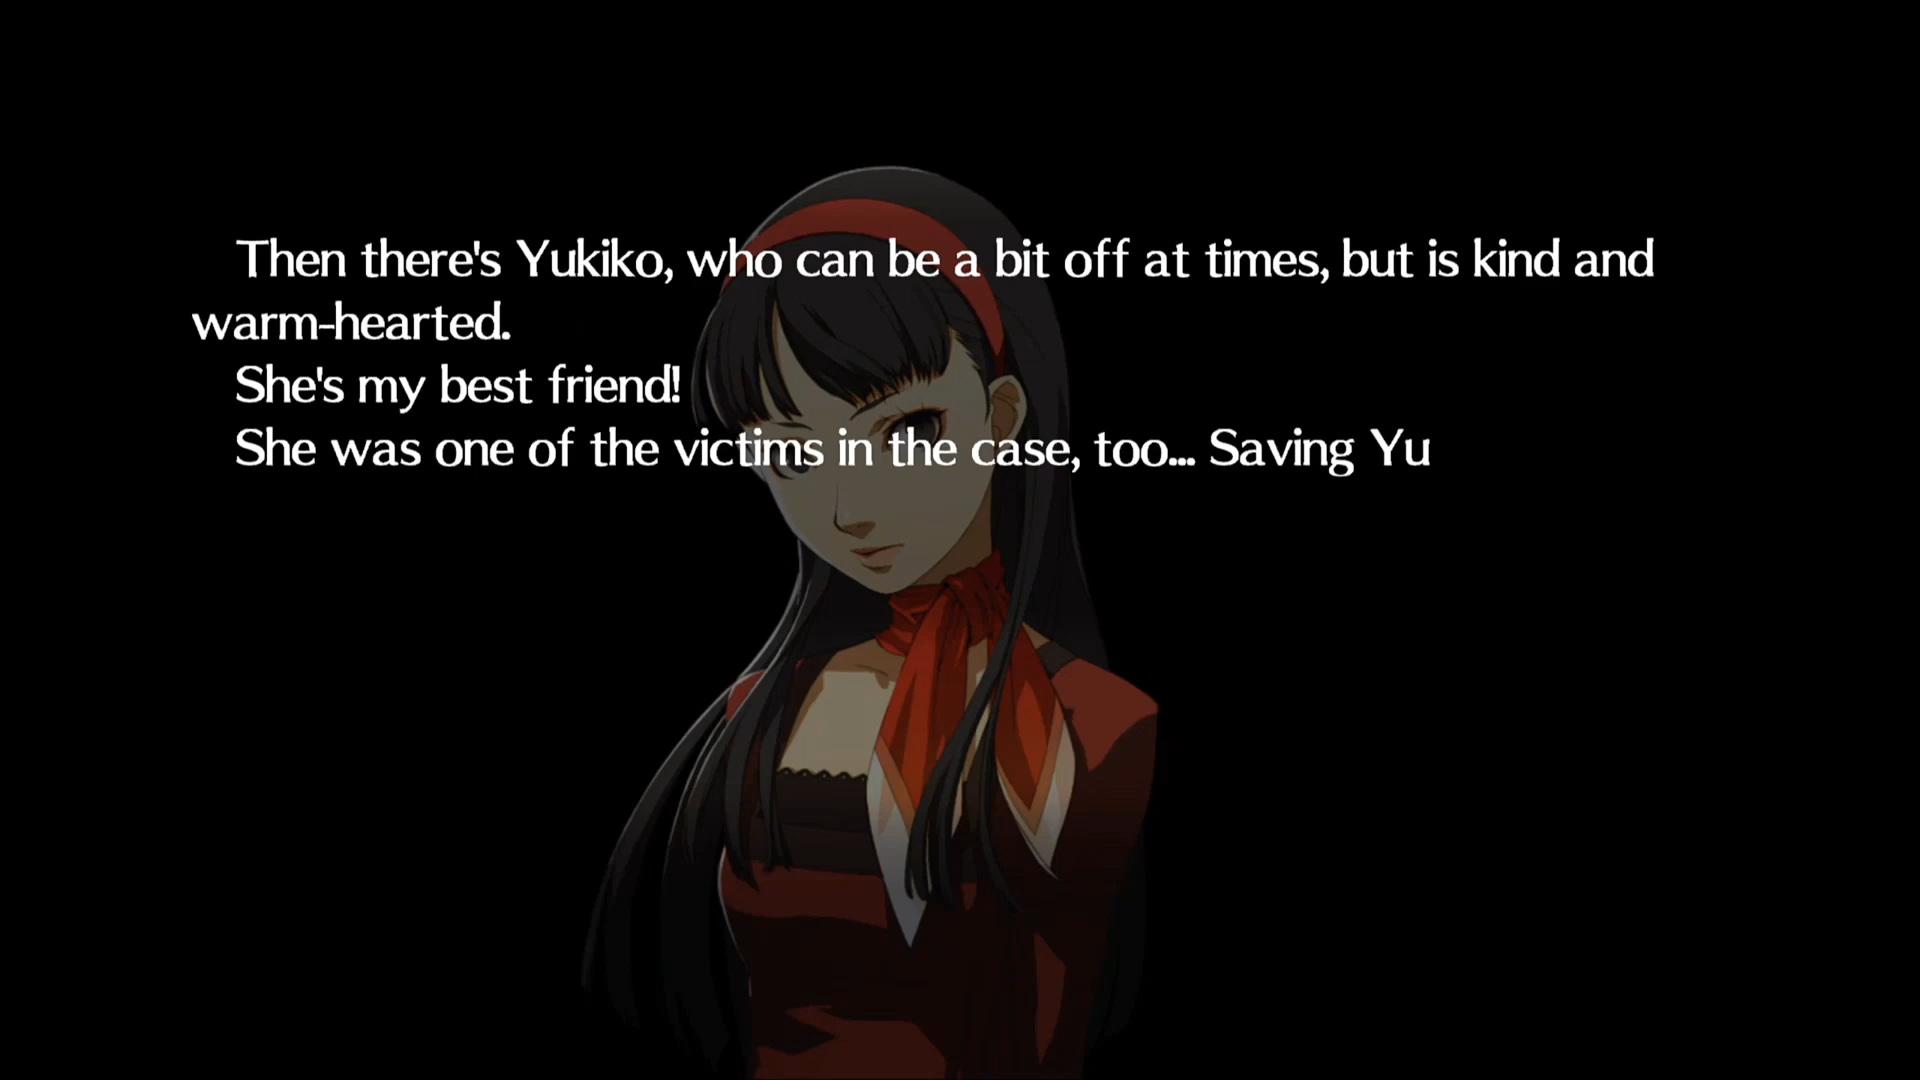 Then there's Yukiko, who can be a bit off at times, but is kind and
warm-hearted.
She's my best friend!
She was one of the victims in the case, too... Saving Yu